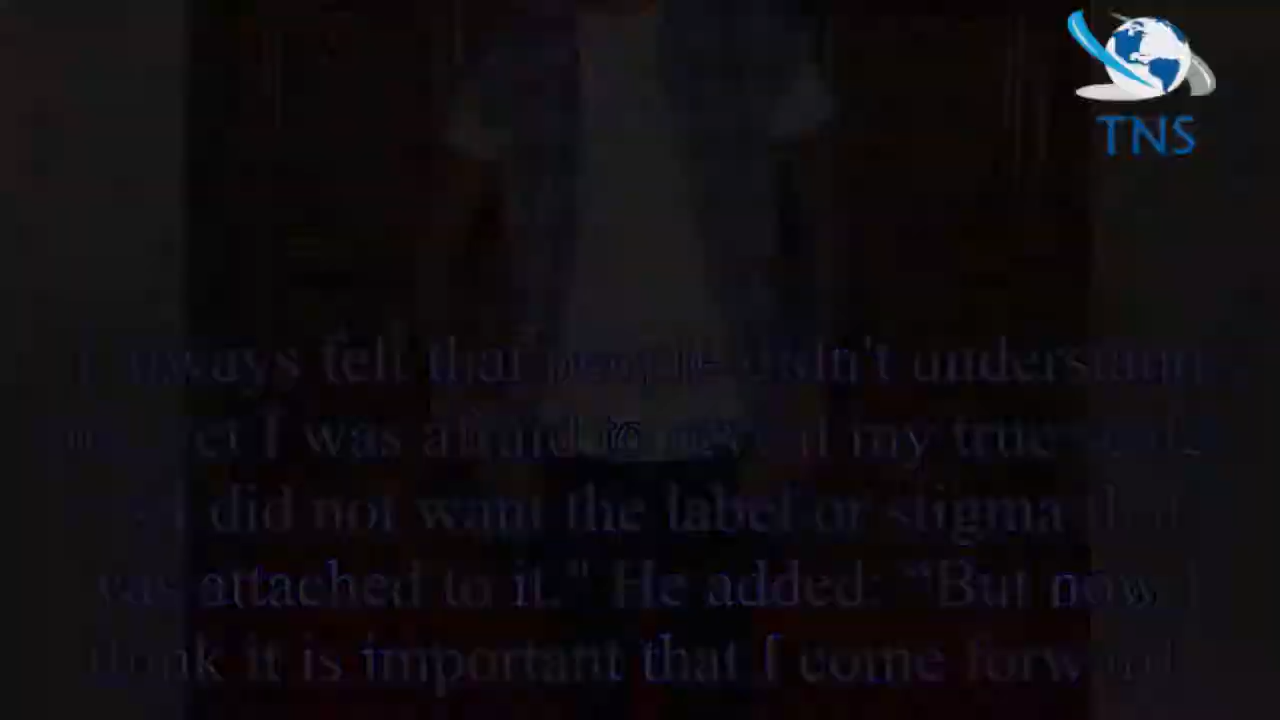 TNS
always felt that people didn't understand
yet I was afraid to reveal my true
I did not want the label or stigma that
was attached to it." He added: "But now I
think it is important that I come forward